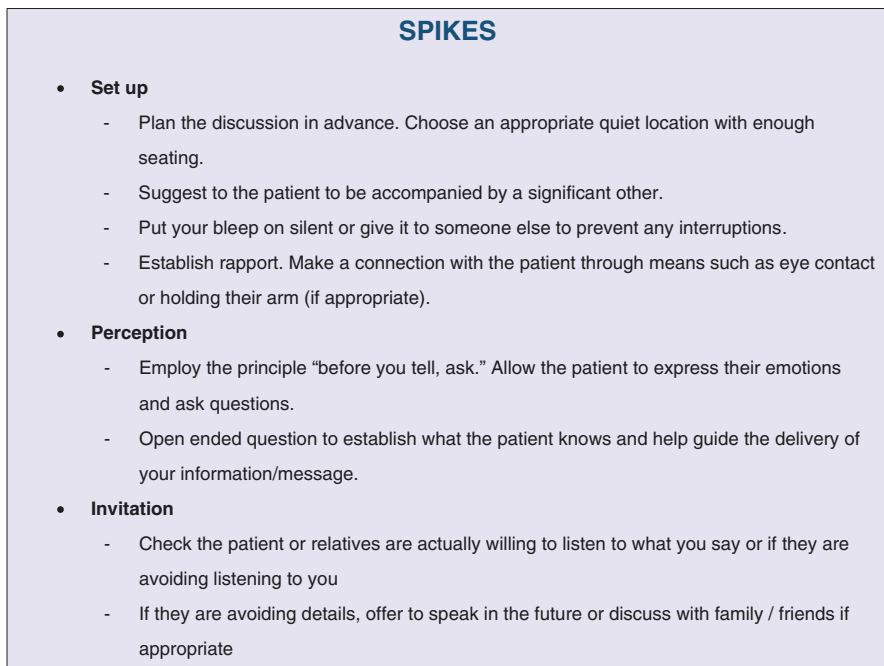 SPIKES
• Set up
- Plan the discussion in advance. Choose an appropriate quiet location with enough
seating.
- Suggest to the patient to be accompanied by a significant other.
- Put your bleep on silent or give it to someone else to prevent any interruptions.
- Establish rapport. Make a connection with the patient through means such as eye contact
or holding their arm (if appropriate).
• Perception
- Employ the principle “before you tell, ask.” Allow the patient to express their emotions
and ask questions.
- Open ended question to establish what the patient knows and help guide the delivery of
your information/message.
• Invitation
- Check the patient or relatives are actually willing to listen to what you say or if they are
avoiding listening to you
- If they are avoiding details, offer to speak in the future or discuss with family / friends if
appropriate